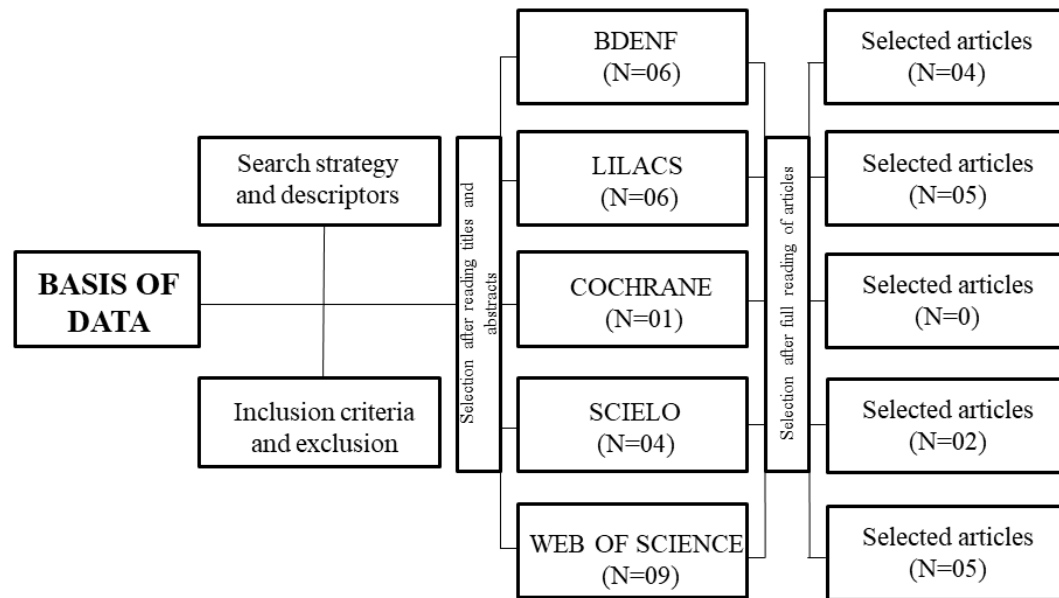 BASIS OF
DATA
Search strategy
and descriptors
Inclusion criteria
and exclusion
Selection after reading titles and
abstracts
BDENF
(N=06)
LILACS
(N=06)
COCHRANE
(N=01)
SCIELO
(N=04)
WEB OF SCIENCE
(N=09)
Selection after full reading of articles
Selected articles
(N=04)
Selected articles
(N=05)
Selected articles
(N=0)
Selected articles
(N=02)
Selected articles
(N=05)